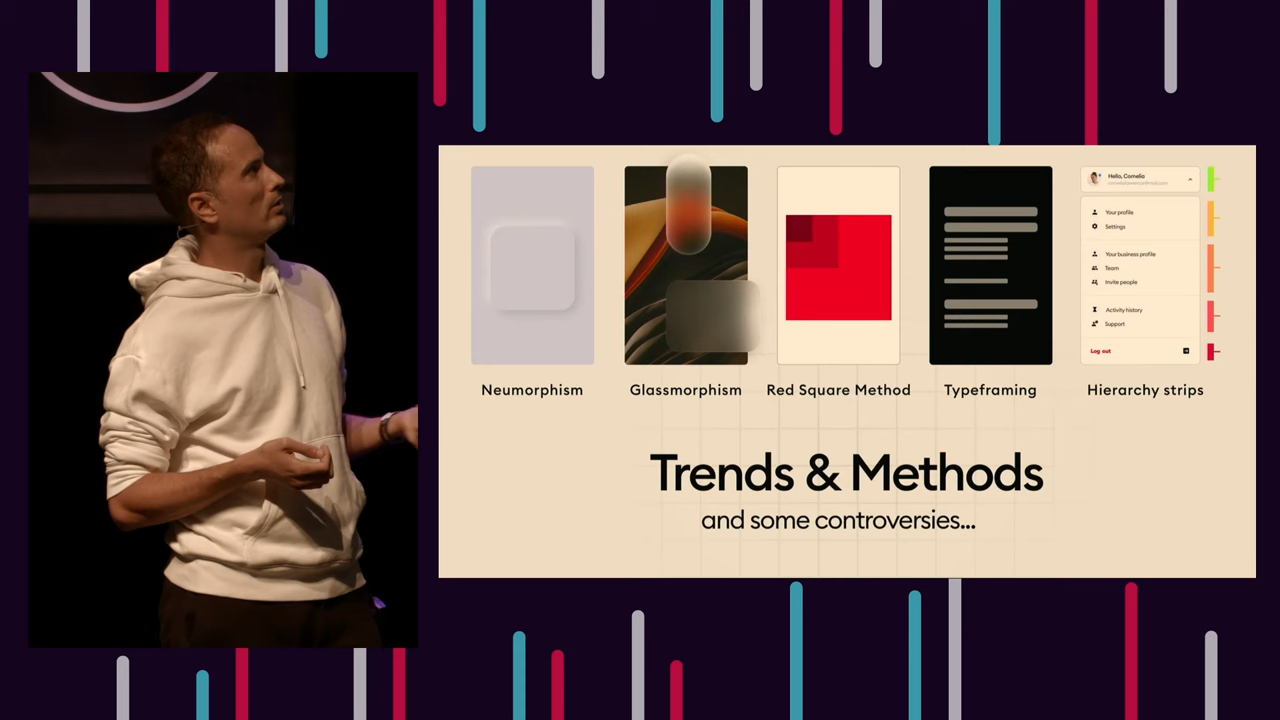 Hello, Cornelia
Your profile
Settings
Your business profile
Team
Invite people
Activity history
Support
Log out
Neumorphism
Glassmorphism
Red Square Method
Typeframing
Hierarchy strips
Trends & Methods
and some controversies...